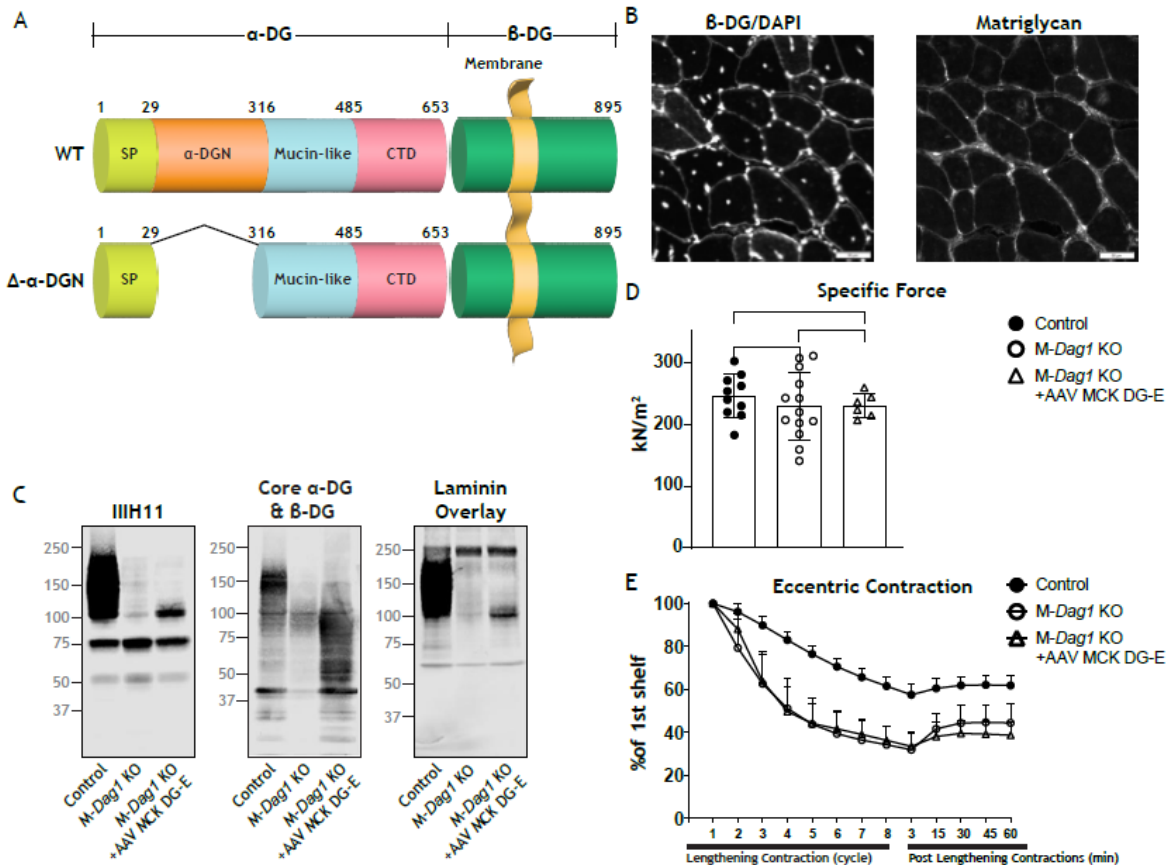 A
α-DG
β-DG
Membrane
1 29 316 485 653 895
WT
SP α-DGN Mucin-like CTD
1 29 316 485 653 895
Δ-α-DGN
SP Mucin-like CTD
B
β-DG/DAPI
Matriglycan
C
IIIH11
250
150
100
75
50
37
Control
M-Dag1 KO
M-Dag1 KO
+AAV MCK DG-E
Core α-DG
& β-DG
250
150
100
75
50
37
Control
M-Dag1 KO
M-Dag1 KO
+AAV MCK DG-E
Laminin
Overlay
250
150
100
75
50
37
Control
M-Dag1 KO
M-Dag1 KO
+AAV MCK DG-E
D
Specific Force
kN/m²
300
200
100
0
Control
M-Dag1 KO
M-Dag1 KO
+AAV MCK DG-E
E
Eccentric Contraction
%of 1st shelf
100
80
60
40
20
0
1 2 3 4 5 6 7 8 3 15 30 45 60
Lengthening Contraction (cycle)
Post Lengthening Contractions (min)
Control
M-Dag1 KO
M-Dag1 KO
+AAV MCK DG-E